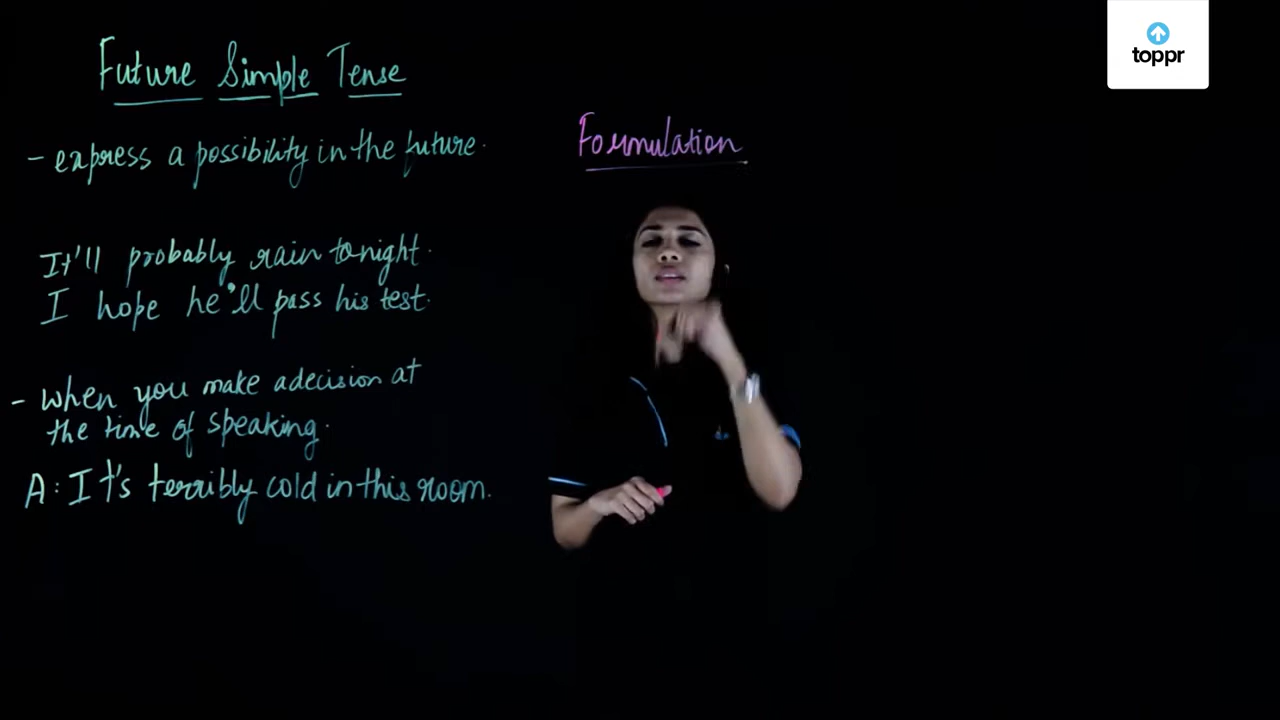 Future Simple Tense
- express a possibility in the future.
It'll probably rain tonight.
I hope he'll pass his test.
- when you make a decision at
the time of speaking.
A: It's terribly cold in this room.
Formulation
toppr